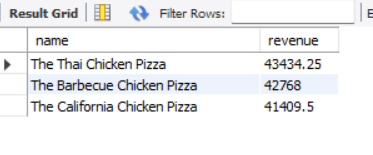 Result Grid Filter Rows:
name revenue
The Thai Chicken Pizza 43434.25
The Barbecue Chicken Pizza 42768
The California Chicken Pizza 41409.5